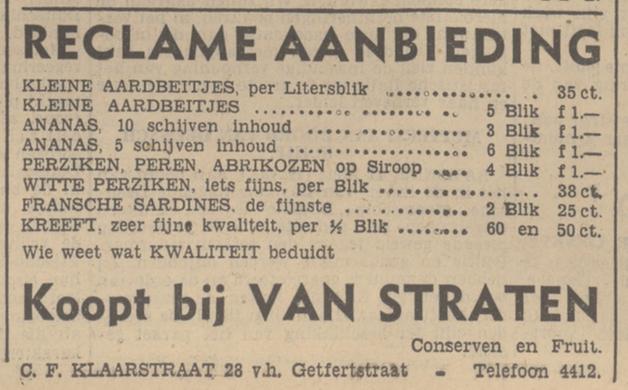 RECLAME AANBIEDING
KLEINE AARDBEITJES, per Litersblik .......... 35 ct.
KLEINE AARDBEITJES .......... 5 Blik f 1.—
ANANAS, 10 schijven inhoud .......... 3 Blik f 1.—
ANANAS, 5 schijven inhoud .......... 6 Blik f 1.—
PERZIKEN, PEREN, ABRIKOZEN op Siroop .... 4 Blik f 1.—
WITTE PERZIKEN, iets fijns, per Blik .......... 38 ct.
FRANSCHE SARDINES, de fijnste .......... 2 Blik 25 ct.
KREEFT, zeer fijne kwaliteit, per ½ Blik ........ 60 en 50 ct.
Wie weet wat KWALITEIT beduidt
Koopt bij VAN STRATEN
Conserven en Fruit.
C. F. KLAARSTRAAT 28 v.h. Getfertstraat - Telefoon 4412.